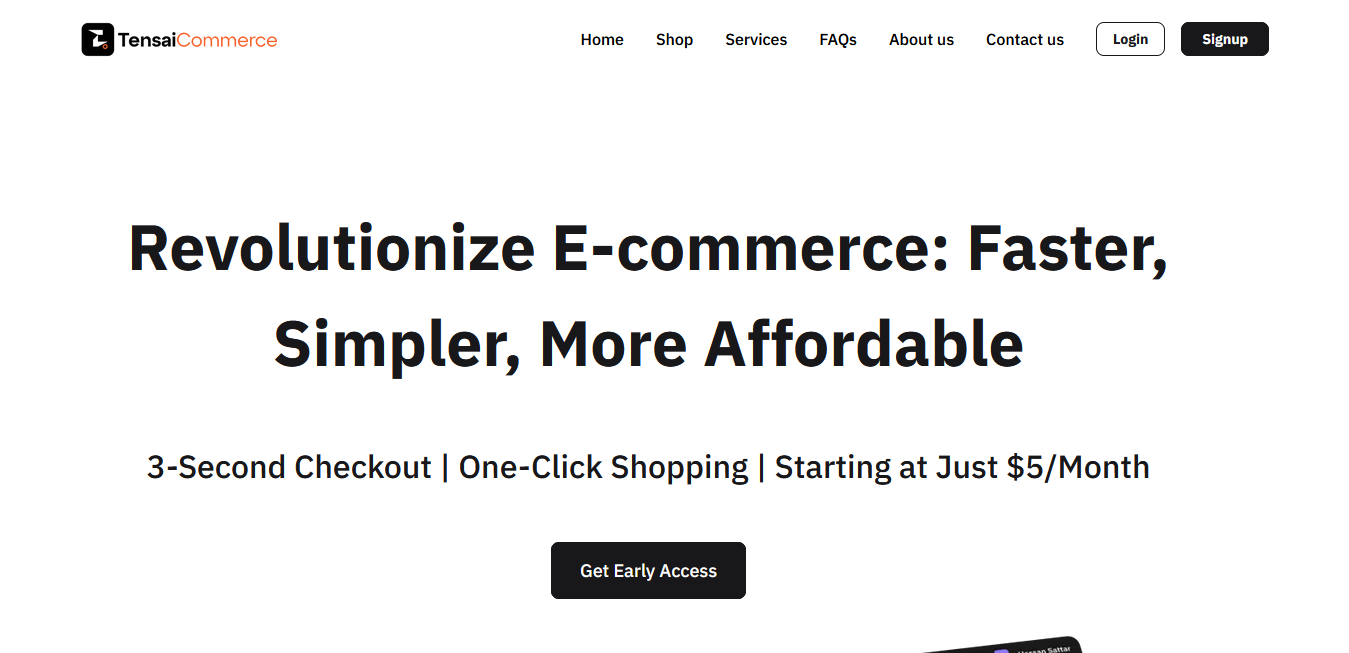 TensaiCommerce
Home Shop Services FAQs About us Contact us Login Signup
Revolutionize E-commerce: Faster,
Simpler, More Affordable
3-Second Checkout | One-Click Shopping | Starting at Just $5/Month
Get Early Access
Sattar